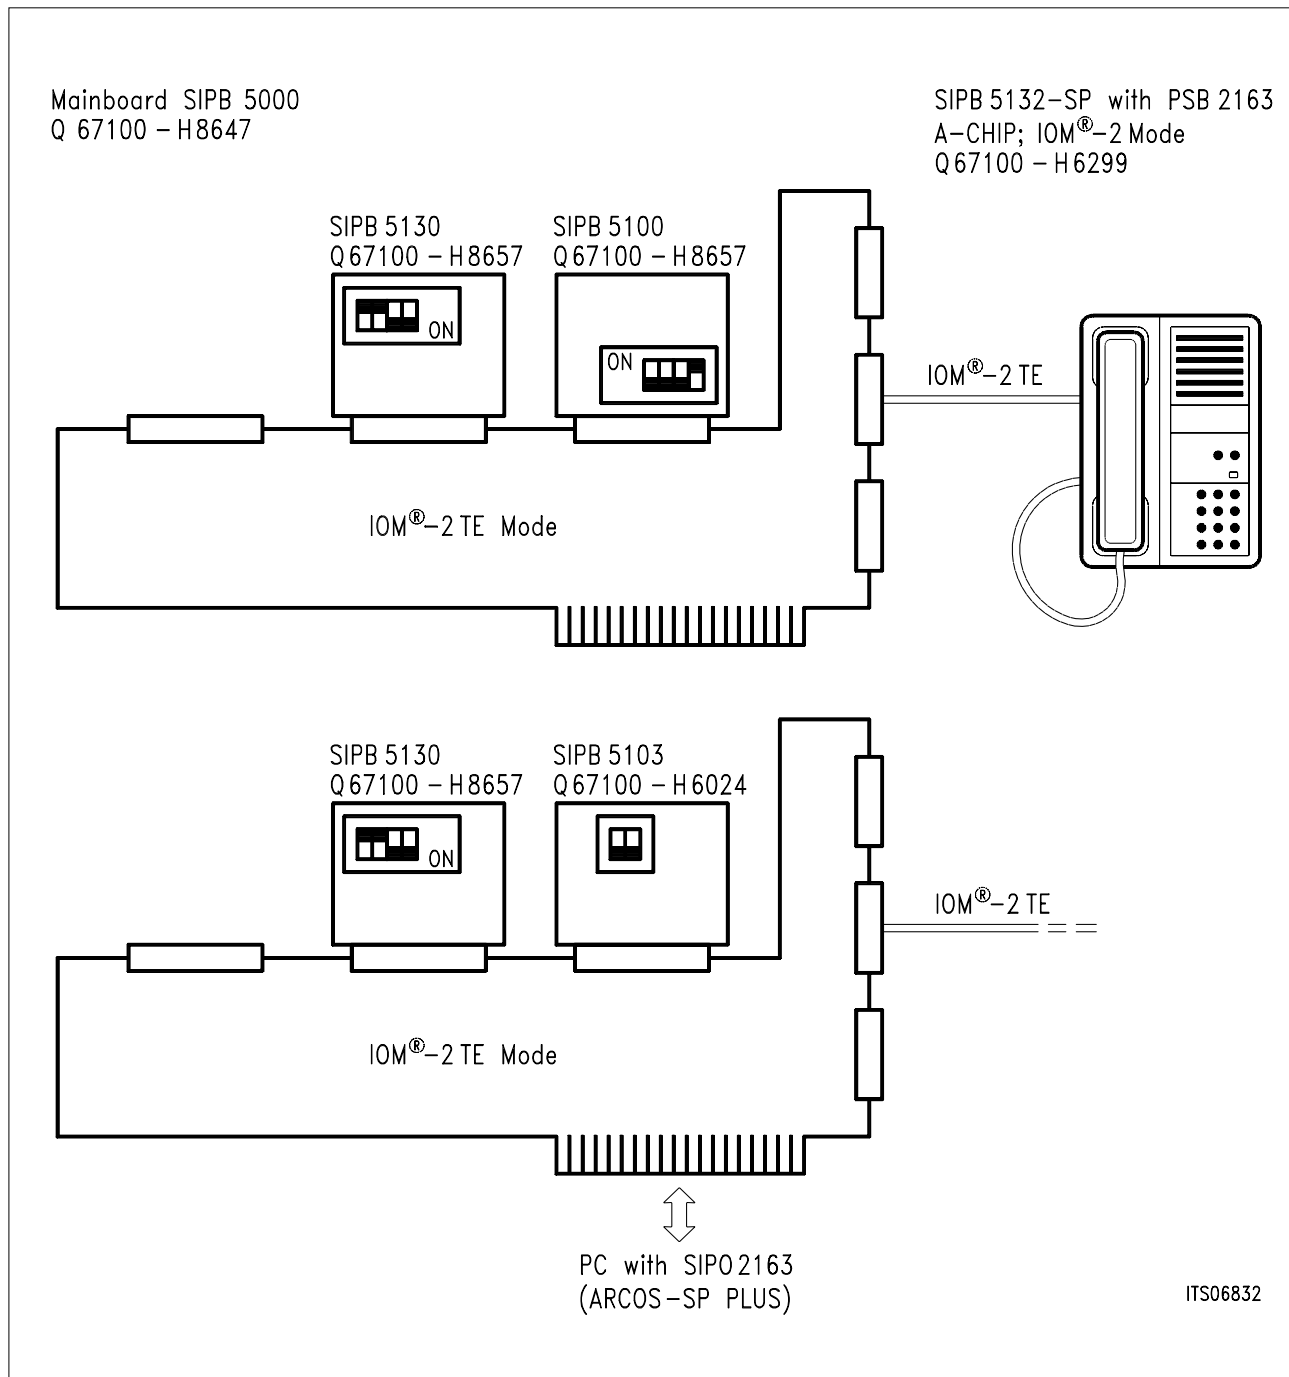 Mainboard SIPB 5000
Q 67100 - H8647
SIPB 5132-SP with PSB 2163
A-CHIP; IOM®-2 Mode
Q67100 - H6299
SIPB 5130
Q67100 - H8657
SIPB 5100
Q67100 - H8657
ON
ON
IOM®-2 TE
IOM®-2 TE Mode
SIPB 5130
Q67100 - H8657
SIPB 5103
Q67100 - H6024
ON
IOM®-2 TE
IOM®-2 TE Mode
PC with SIPO 2163
(ARCOS-SP PLUS)
ITS06832